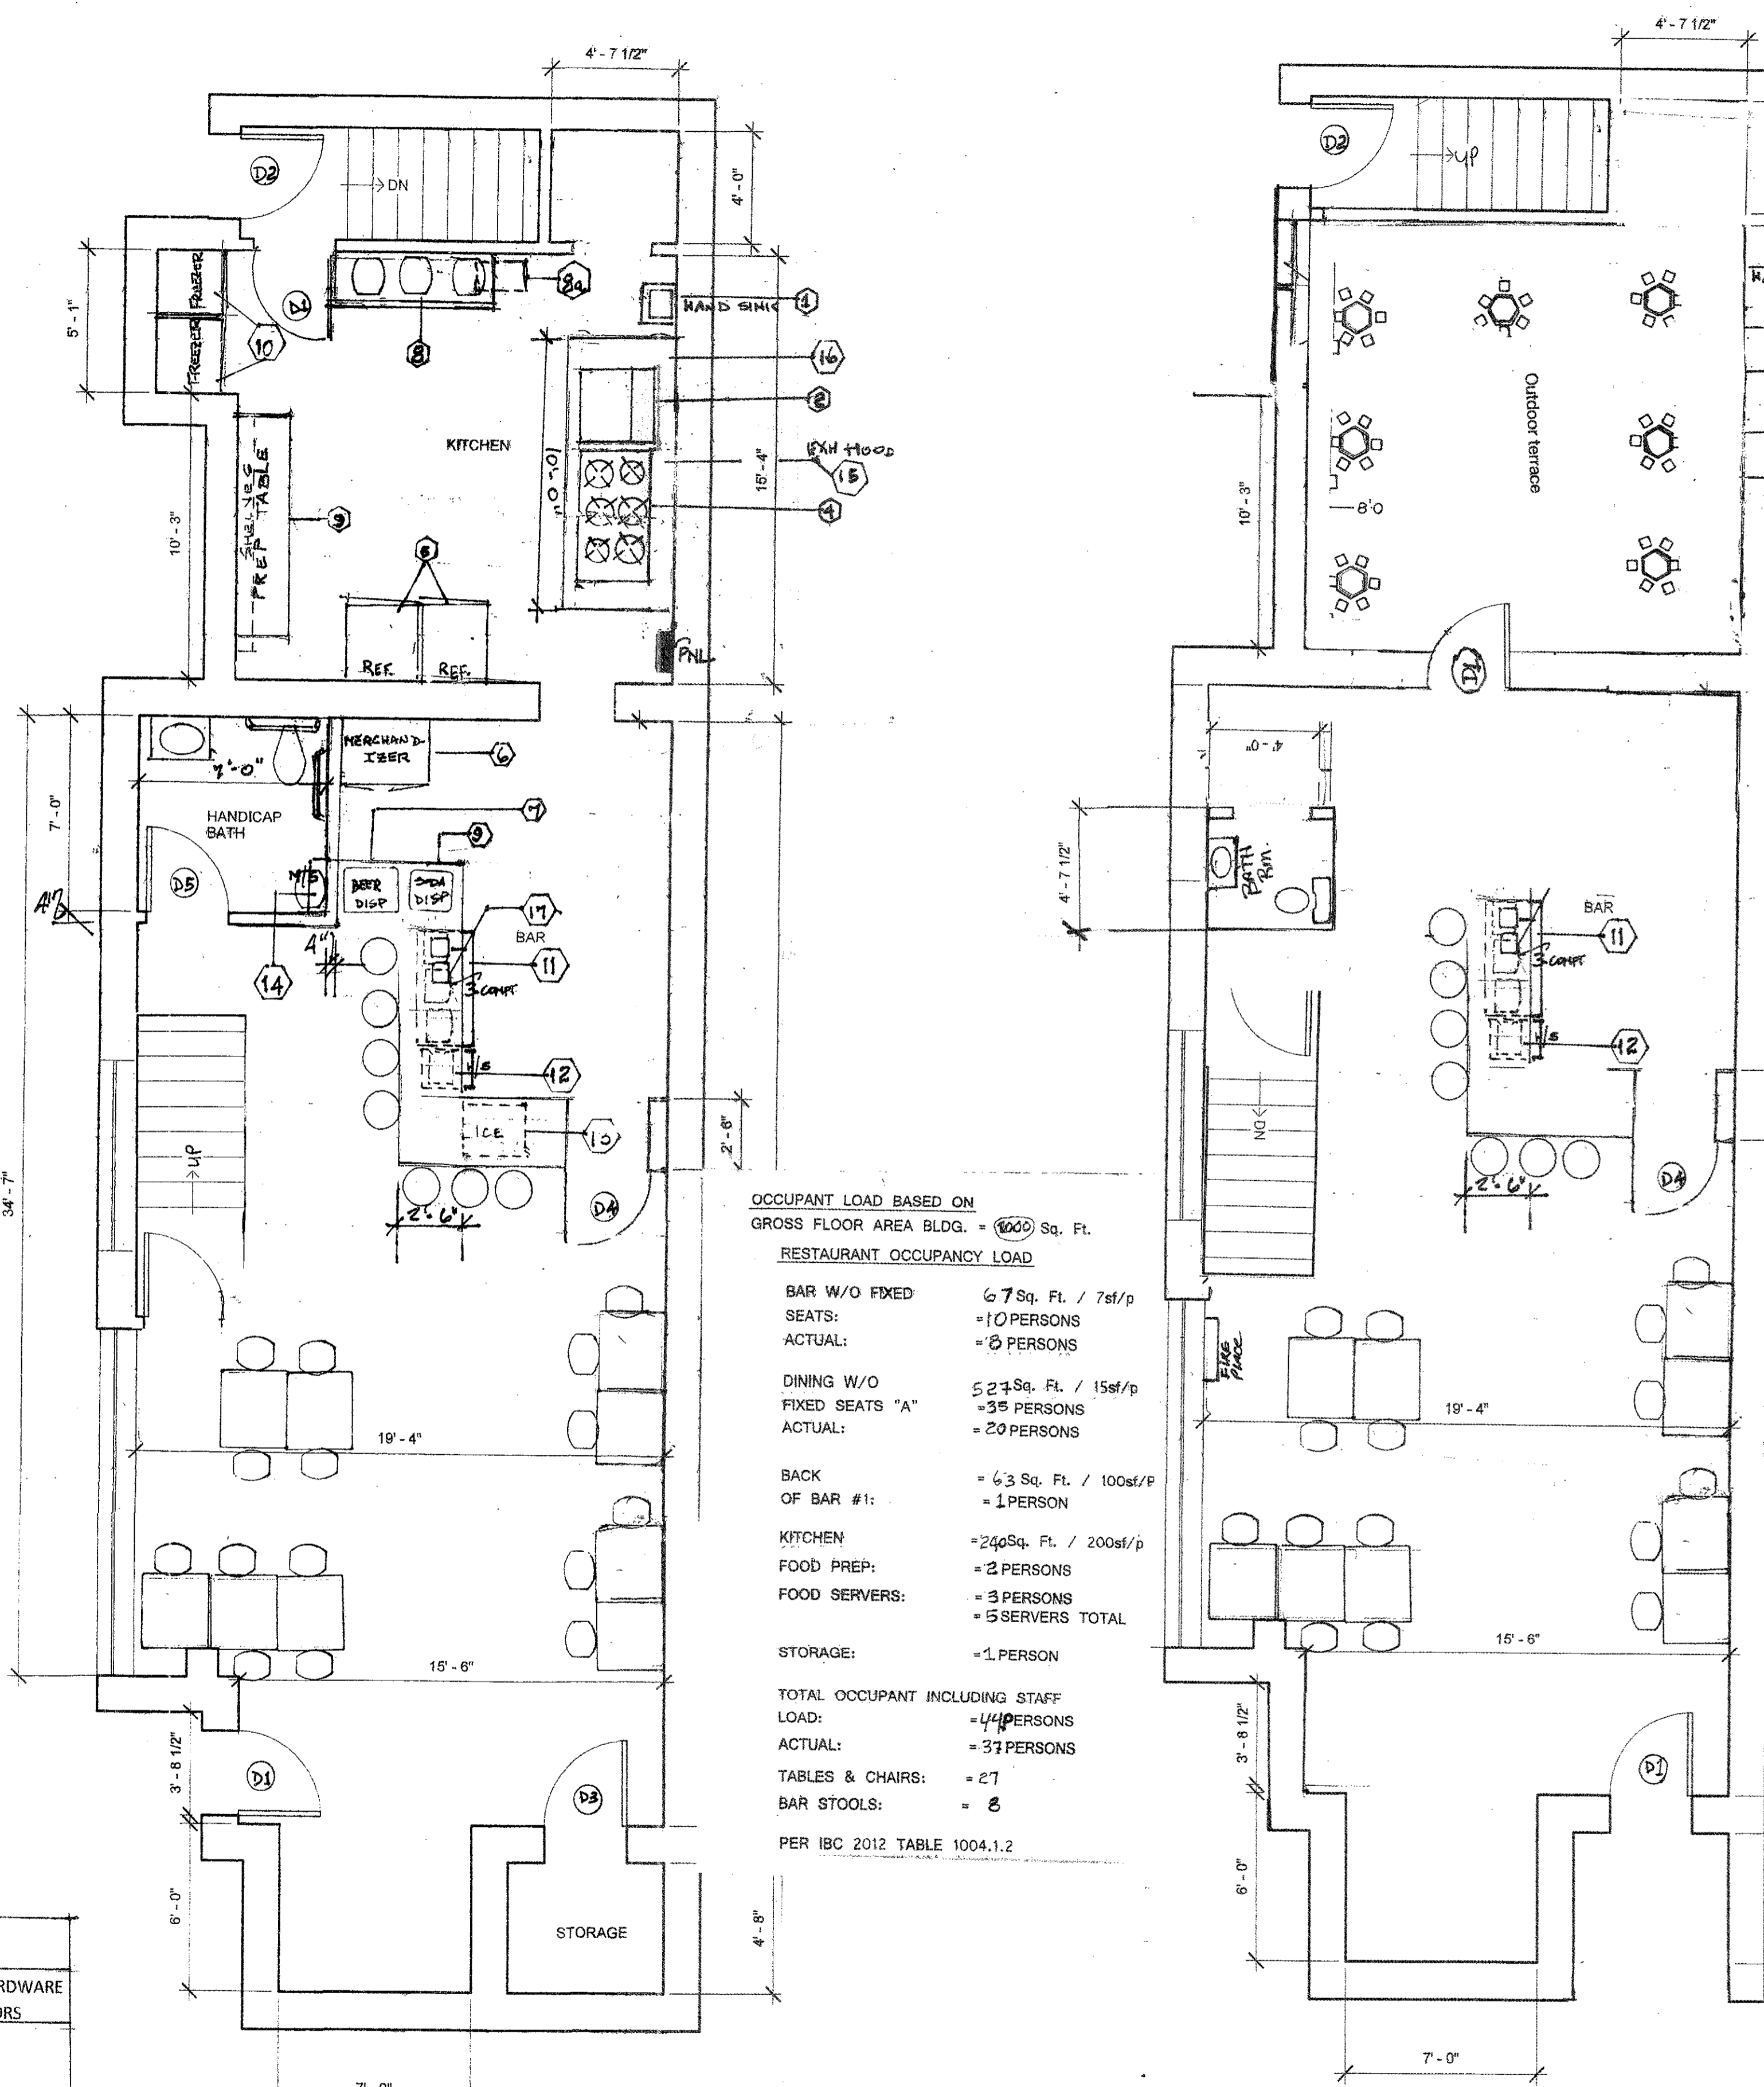 4' - 7 1/2"
D2
DN
4' - 0"
5' - 1"
FREEZER
FREEZER
10
D1
8
8a
HAND SINK
1
16
2
KITCHEN
EXH HOOD
15
10'-0"
15' - 4"
4
SHELVES
PREP TABLE
9
10' - 3"
5
REF.
REF.
PNL
MERCHAND-
IZER
6
7'-0"
7' - 0"
HANDICAP
BATH
7
9
D5
M/S
BEER
DISP
SODA
DISP
17
BAR
11
4"
3 COMPT
14
H/S
12
ICE
13
UP
2' - 6"
34' - 7"
2'-6"
D4
19' - 4"
15' - 6"
3' - 8 1/2"
D1
D3
6' - 0"
STORAGE
4' - 8"
RDWARE
ORS
7' - 0"
OCCUPANT LOAD BASED ON
GROSS FLOOR AREA BLDG. = 1000 Sq. Ft.
RESTAURANT OCCUPANCY LOAD
BAR W/O FIXED 67 Sq. Ft. / 7sf/p
SEATS: =10 PERSONS
ACTUAL: =8 PERSONS
DINING W/O 527 Sq. Ft. / 15sf/p
FIXED SEATS "A" =35 PERSONS
ACTUAL: =20 PERSONS
BACK = 63 Sq. Ft. / 100sf/P
OF BAR #1: = 1 PERSON
KITCHEN =240 Sq. Ft. / 200sf/p
FOOD PREP: =2 PERSONS
FOOD SERVERS: =3 PERSONS
=5 SERVERS TOTAL
STORAGE: =1 PERSON
TOTAL OCCUPANT INCLUDING STAFF
LOAD: =44 PERSONS
ACTUAL: =37 PERSONS
TABLES & CHAIRS: =27
BAR STOOLS: = 8
PER IBC 2012 TABLE 1004.1.2
4' - 7 1/2"
D2
UP
Outdoor terrace
8'0
10' - 3"
4' - 0"
4' - 7 1/2"
BATH
RM.
BAR
11
3 COMPT
H/S
12
DN
2'-6"
D4
FIRE
PLACE
19' - 4"
15' - 6"
3' - 8 1/2"
D1
6' - 0"
7' - 0"